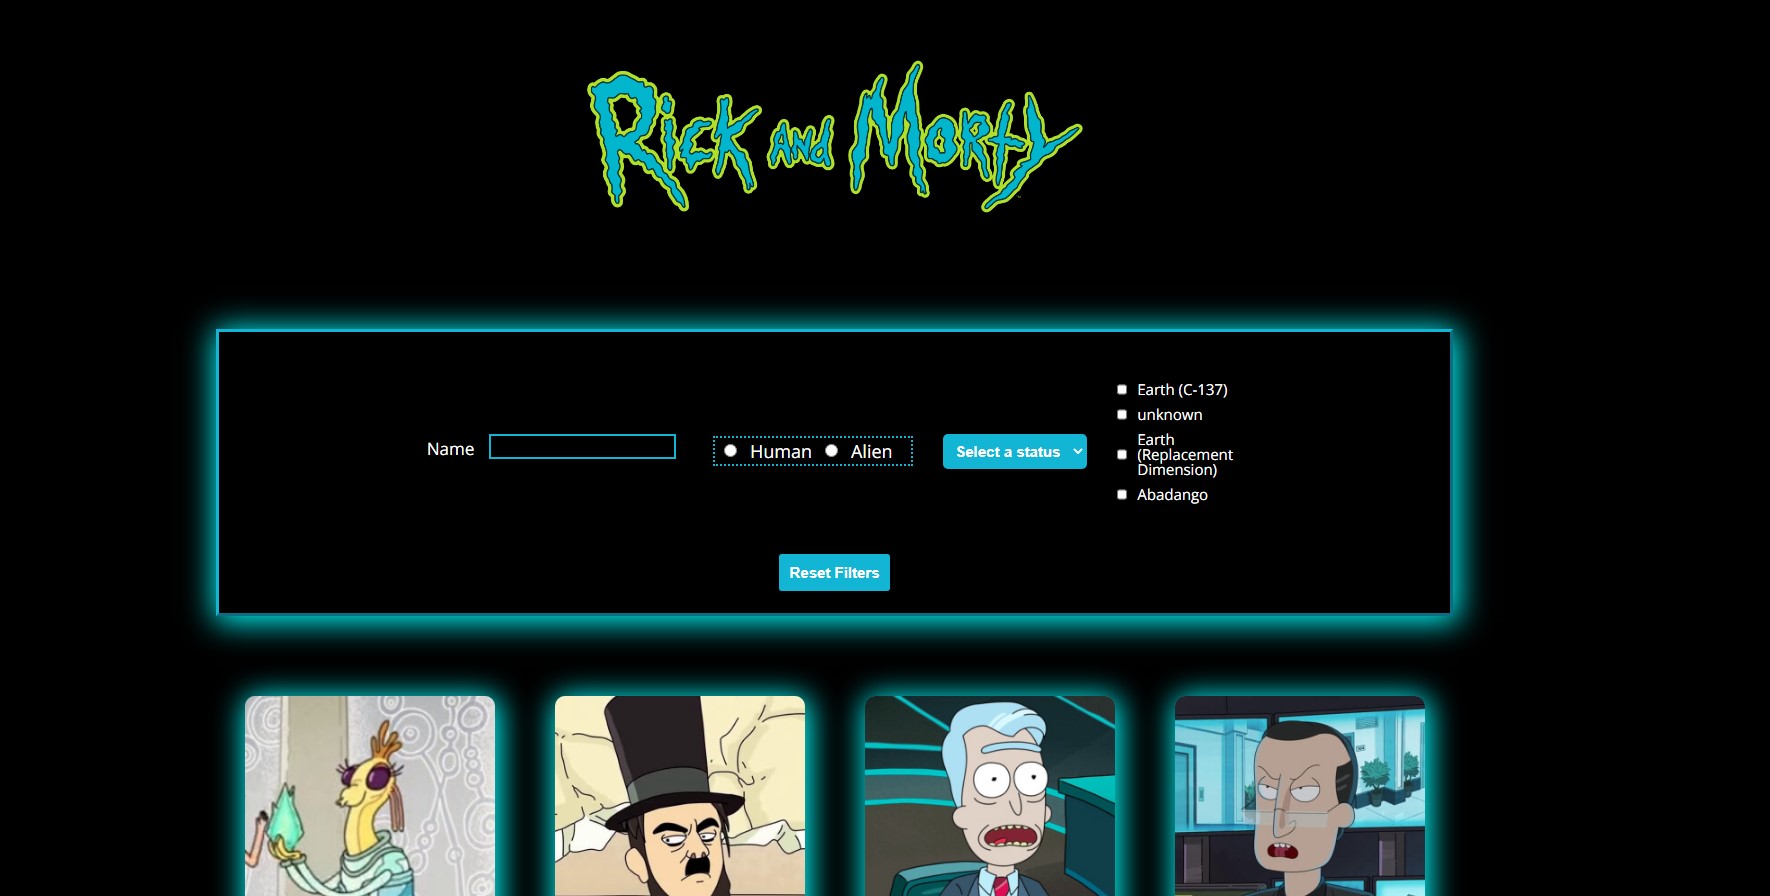 Rick and Morty
Name
Human
Alien
Select a status
Earth (C-137)
unknown
Earth
(Replacement
Dimension)
Abadango
Reset Filters